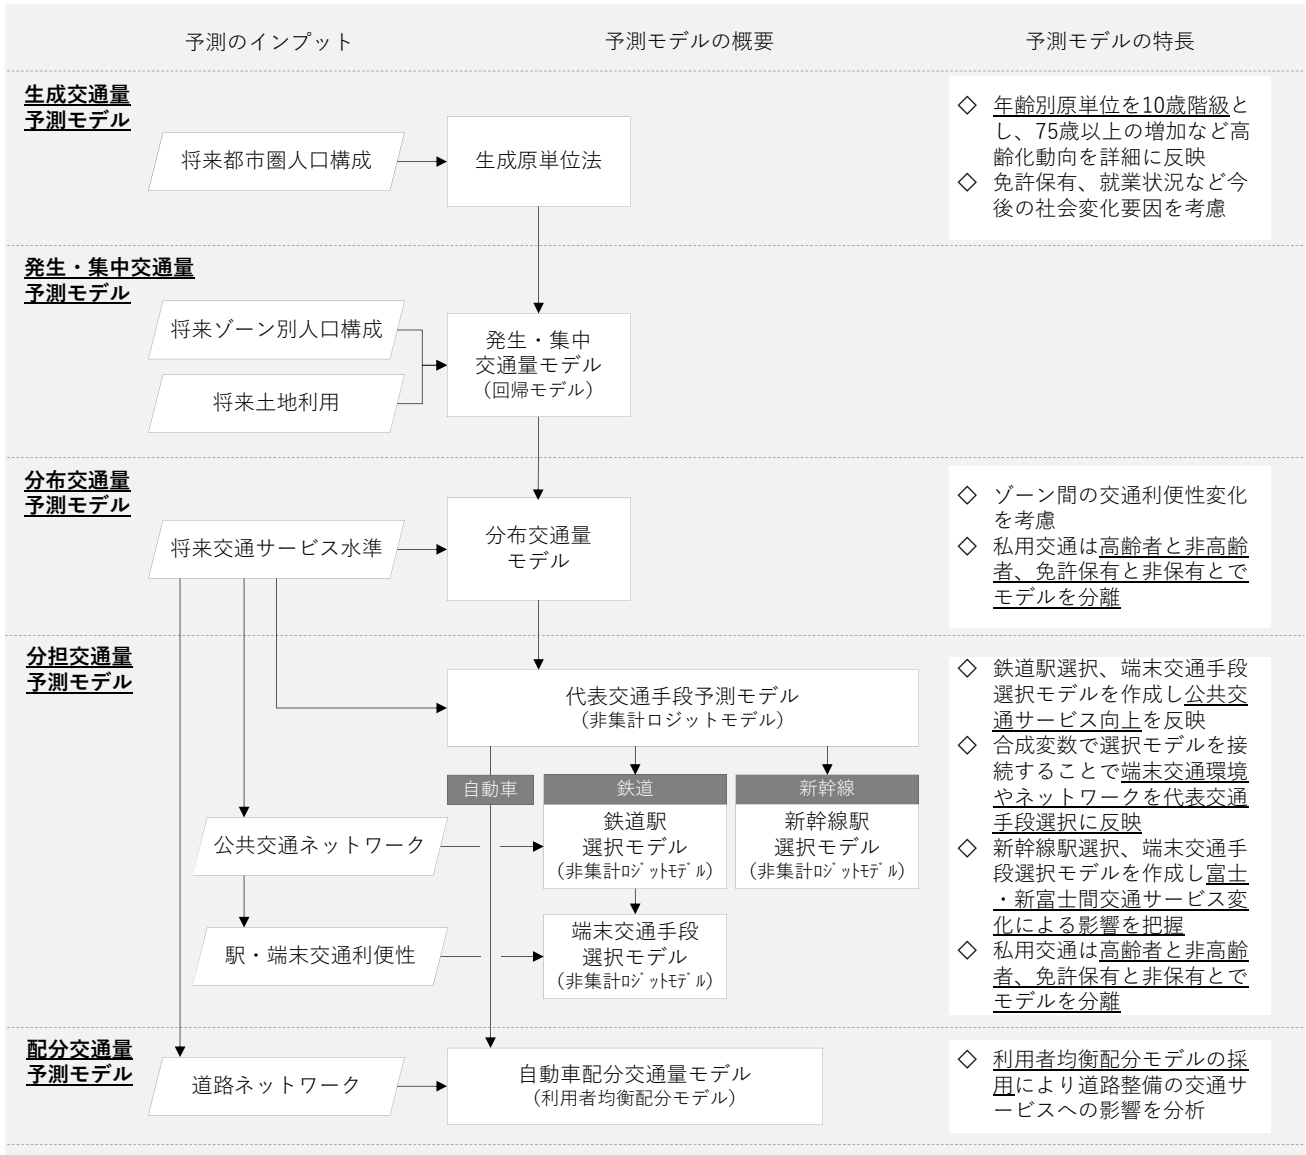 予測のインプット
予測モデルの概要
予測モデルの特長
生成交通量
予測モデル
将来都市圏人口構成
生成原単位法
◇ 年齢別原単位を10歳階級と
し、75歳以上の増加など高
齢化動向を詳細に反映
◇ 免許保有、就業状況など今
後の社会変化要因を考慮
発生・集中交通量
予測モデル
将来ゾーン別人口構成
将来土地利用
発生・集中
交通量モデル
（回帰モデル）
分布交通量
予測モデル
将来交通サービス水準
分布交通量
モデル
◇ ゾーン間の交通利便性変化
を考慮
◇ 私用交通は高齢者と非高齢
者、免許保有と非保有とで
モデルを分離
分担交通量
予測モデル
代表交通手段予測モデル
（非集計ロジットモデル）
自動車
鉄道
新幹線
公共交通ネットワーク
鉄道駅
選択モデル
（非集計ﾛｼﾞｯﾄﾓﾃﾞﾙ）
新幹線駅
選択モデル
（非集計ﾛｼﾞｯﾄﾓﾃﾞﾙ）
駅・端末交通利便性
端末交通手段
選択モデル
（非集計ﾛｼﾞｯﾄﾓﾃﾞﾙ）
◇ 鉄道駅選択、端末交通手段
選択モデルを作成し公共交
通サービス向上を反映
◇ 合成変数で選択モデルを接
続することで端末交通環境
やネットワークを代表交通
手段選択に反映
◇ 新幹線駅選択、端末交通手
段選択モデルを作成し富士
・新富士間交通サービス変
化による影響を把握
◇ 私用交通は高齢者と非高齢
者、免許保有と非保有とで
モデルを分離
配分交通量
予測モデル
道路ネットワーク
自動車配分交通量モデル
（利用者均衡配分モデル）
◇ 利用者均衡配分モデルの採
用により道路整備の交通サ
ービスへの影響を分析